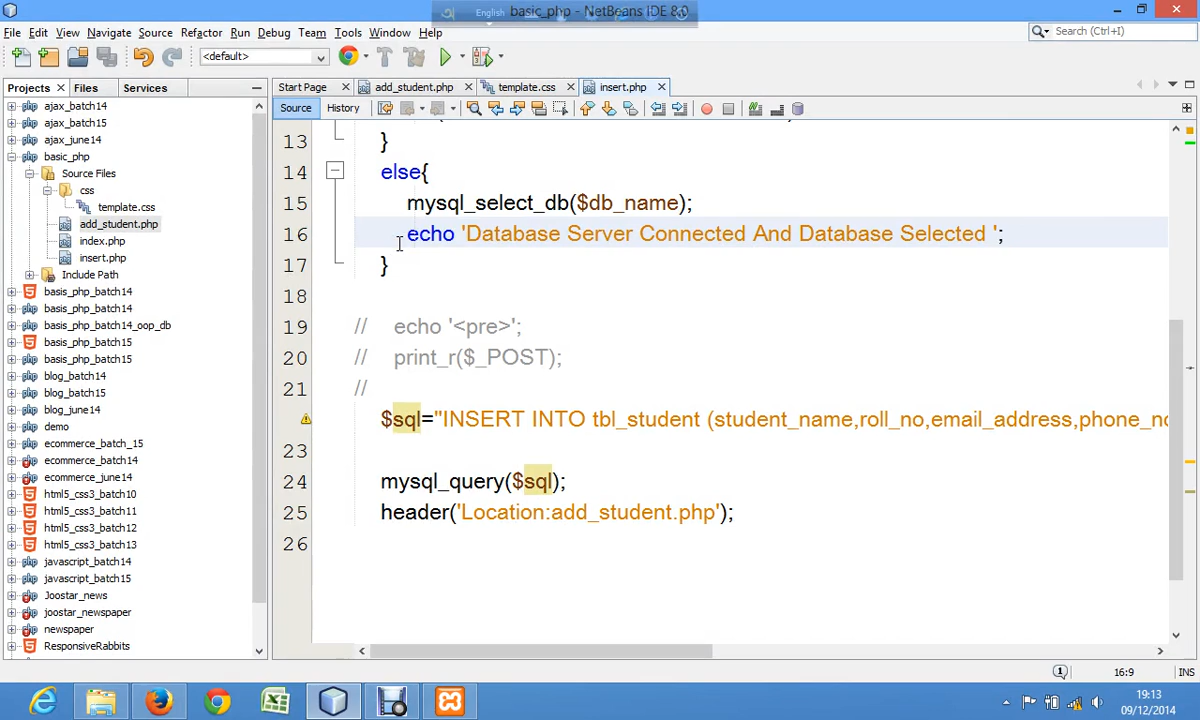 English
basic_php - NetBeans IDE 8.0
File Edit View Navigate Source Refactor Run Debug Team Tools Window Help
Search (Ctrl+I)
<default>
Projects Files Services
Start Page add_student.php template.css insert.php
Source History
ajax_batch14
ajax_batch15
ajax_june14
basic_php
Source Files
css
template.css
add_student.php
index.php
insert.php
Include Path
basis_php_batch14
basis_php_batch14
basis_php_batch14_oop_db
basis_php_batch15
basis_php_batch15
blog_batch14
blog_batch15
blog_june14
demo
ecommerce_batch_15
ecommerce_batch14
ecommerce_june14
html5_css3_batch10
html5_css3_batch11
html5_css3_batch12
html5_css3_batch13
javascript_batch14
javascript_batch15
Joostar_news
joostar_newspaper
newspaper
ResponsiveRabbits
13 }
14 else{
15 mysql_select_db($db_name);
16 echo 'Database Server Connected And Database Selected ';
17 }
18
19 // echo '<pre>';
20 // print_r($_POST);
21 //
$sql="INSERT INTO tbl_student (student_name,roll_no,email_address,phone_no
23
24 mysql_query($sql);
25 header('Location:add_student.php');
26
1
16:9 INS
19:13
09/12/2014